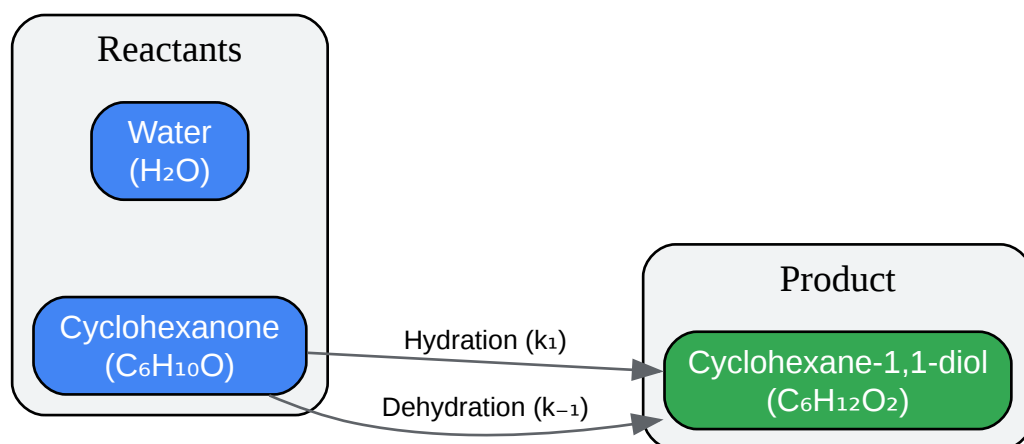 Reactants
Water
(H₂O)
Cyclohexanone
(C₆H₁₀O)
Hydration (k₁)
Dehydration (k₋₁)
Product
Cyclohexane-1,1-diol
(C₆H₁₂O₂)